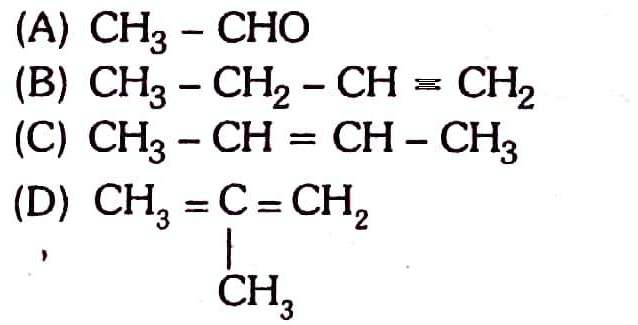 (A) CH₃ – CHO
(B) CH₃ – CH₂ – CH ≡ CH₂
(C) CH₃ – CH = CH – CH₃
(D) CH₃ = C = CH₂
|
CH₃